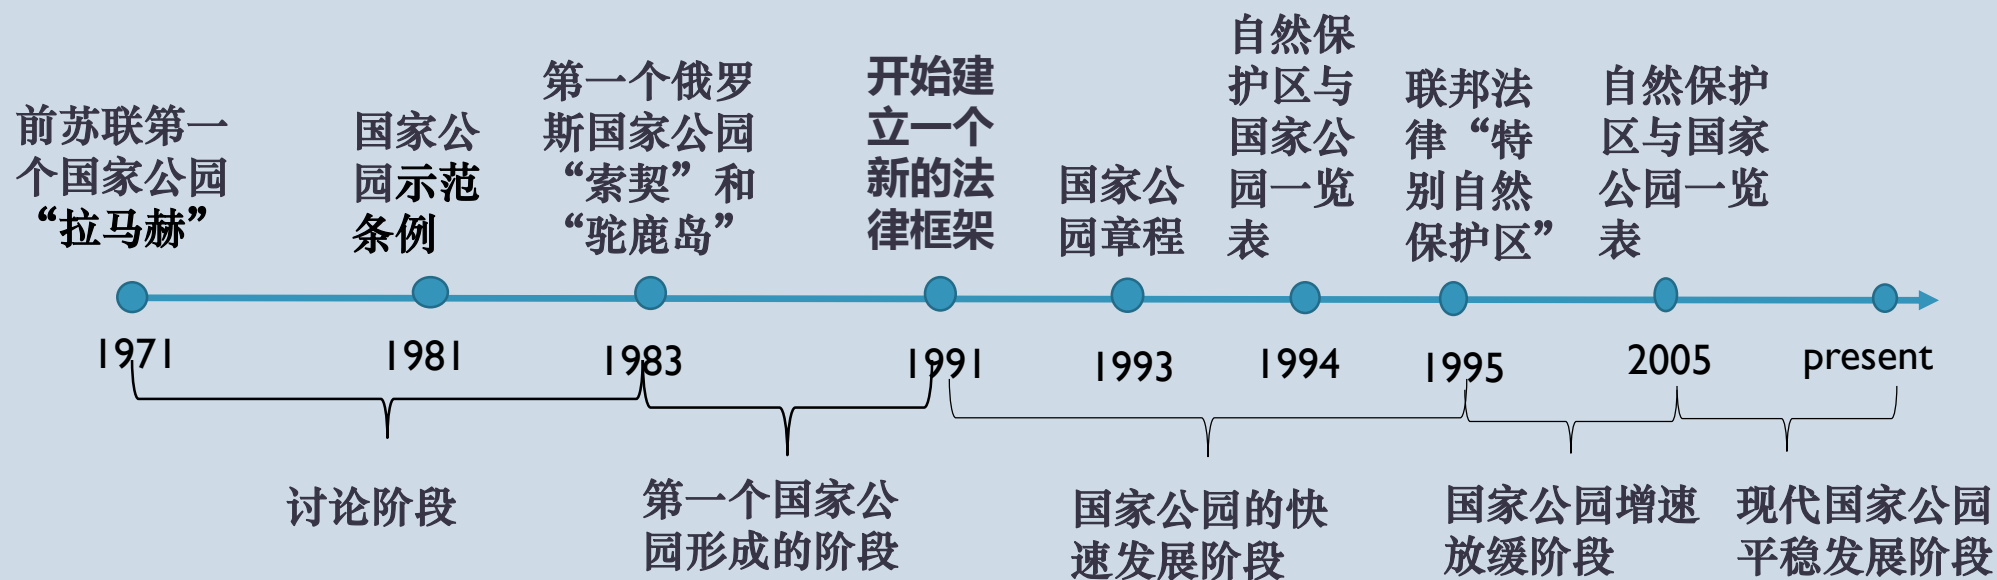 前苏联第一
个国家公园
“拉马赫”
国家公
园示范
条例
第一个俄罗
斯国家公园
“索契”和
“驼鹿岛”
开始建
立一个
新的法
律框架
国家公
园章程
自然保
护区与
国家公
园一览
表
联邦法
律“特
别自然
保护区”
自然保护
区与国家
公园一览
表
1971
1981
1983
1991
1993
1994
1995
2005
present
讨论阶段
第一个国家公
园形成的阶段
国家公园的快
速发展阶段
国家公园增速
放缓阶段
现代国家公园
平稳发展阶段